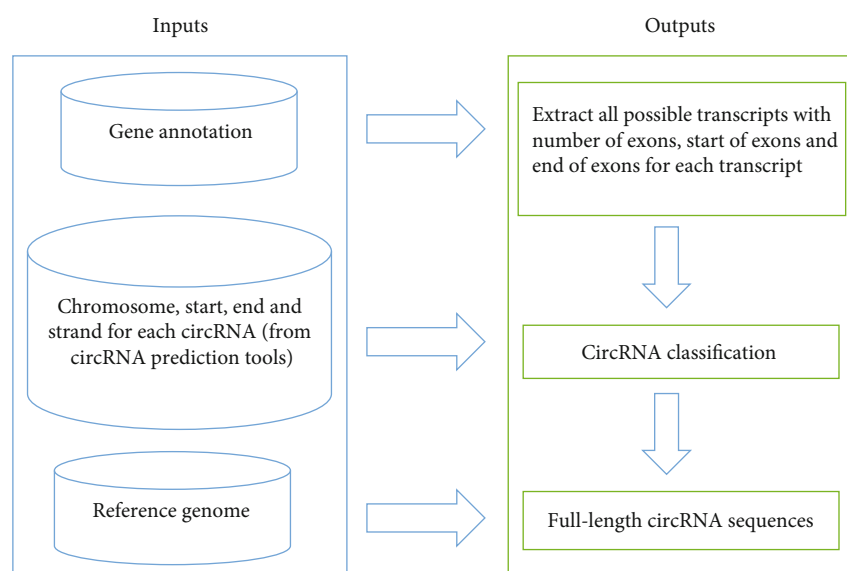 Inputs
Outputs
Gene annotation
Extract all possible transcripts with
number of exons, start of exons and
end of exons for each transcript
Chromosome, start, end and
strand for each circRNA (from
circRNA prediction tools)
CircRNA classification
Reference genome
Full-length circRNA sequences